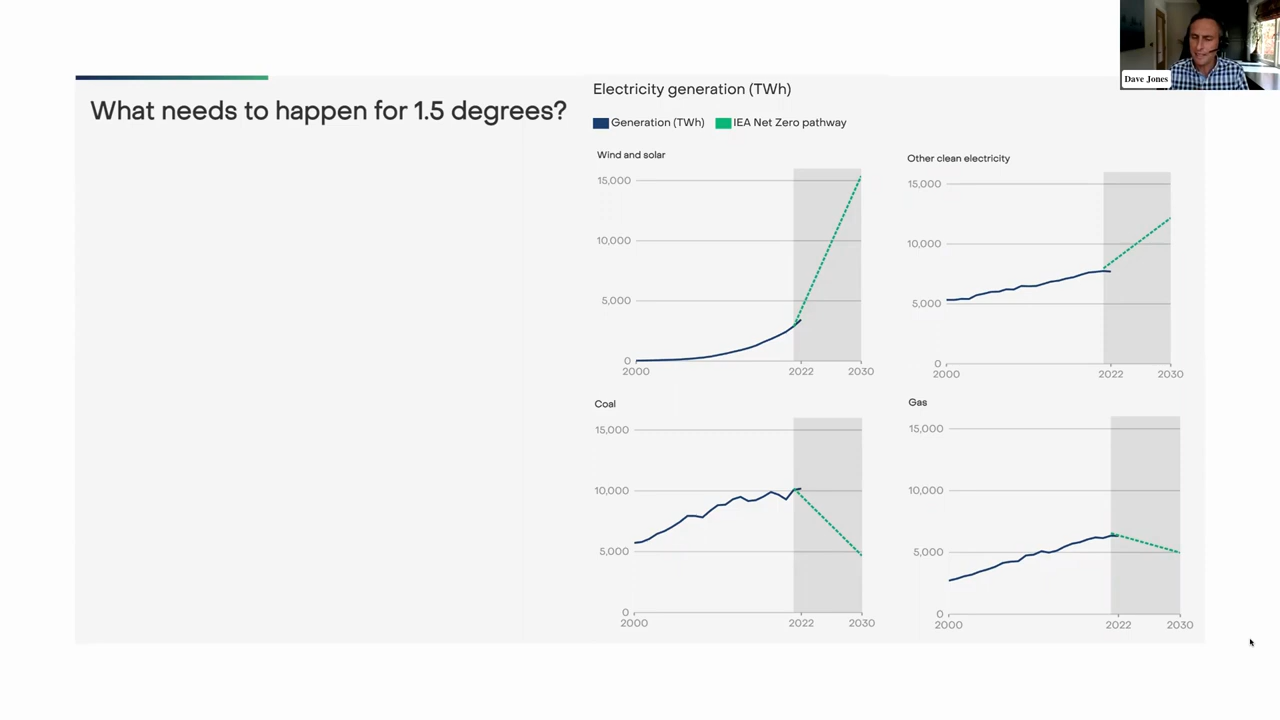 Dave Jones
What needs to happen for 1.5 degrees?
Electricity generation (TWh)
Generation (TWh) IEA Net Zero pathway
Wind and solar
15,000
10,000
5,000
0
2000 2022 2030
Other clean electricity
15,000
10,000
5,000
0
2000 2022 2030
Coal
15,000
10,000
5,000
0
2000 2022 2030
Gas
15,000
10,000
5,000
0
2000 2022 2030